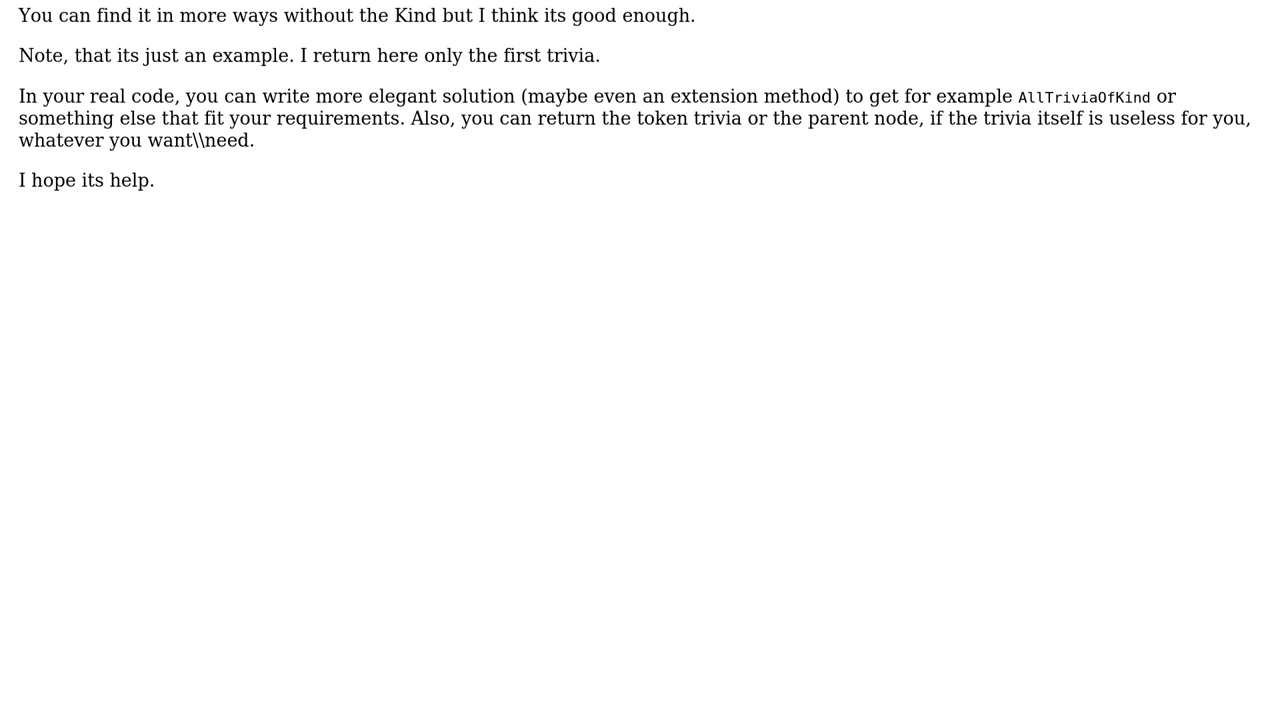 You can find it in more ways without the Kind but I think its good enough.
Note, that its just an example. I return here only the first trivia.
In your real code, you can write more elegant solution (maybe even an extension method) to get for example AllTriviaOfKind or
something else that fit your requirements. Also, you can return the token trivia or the parent node, if the trivia itself is useless for you,
whatever you want\\need.
I hope its help.